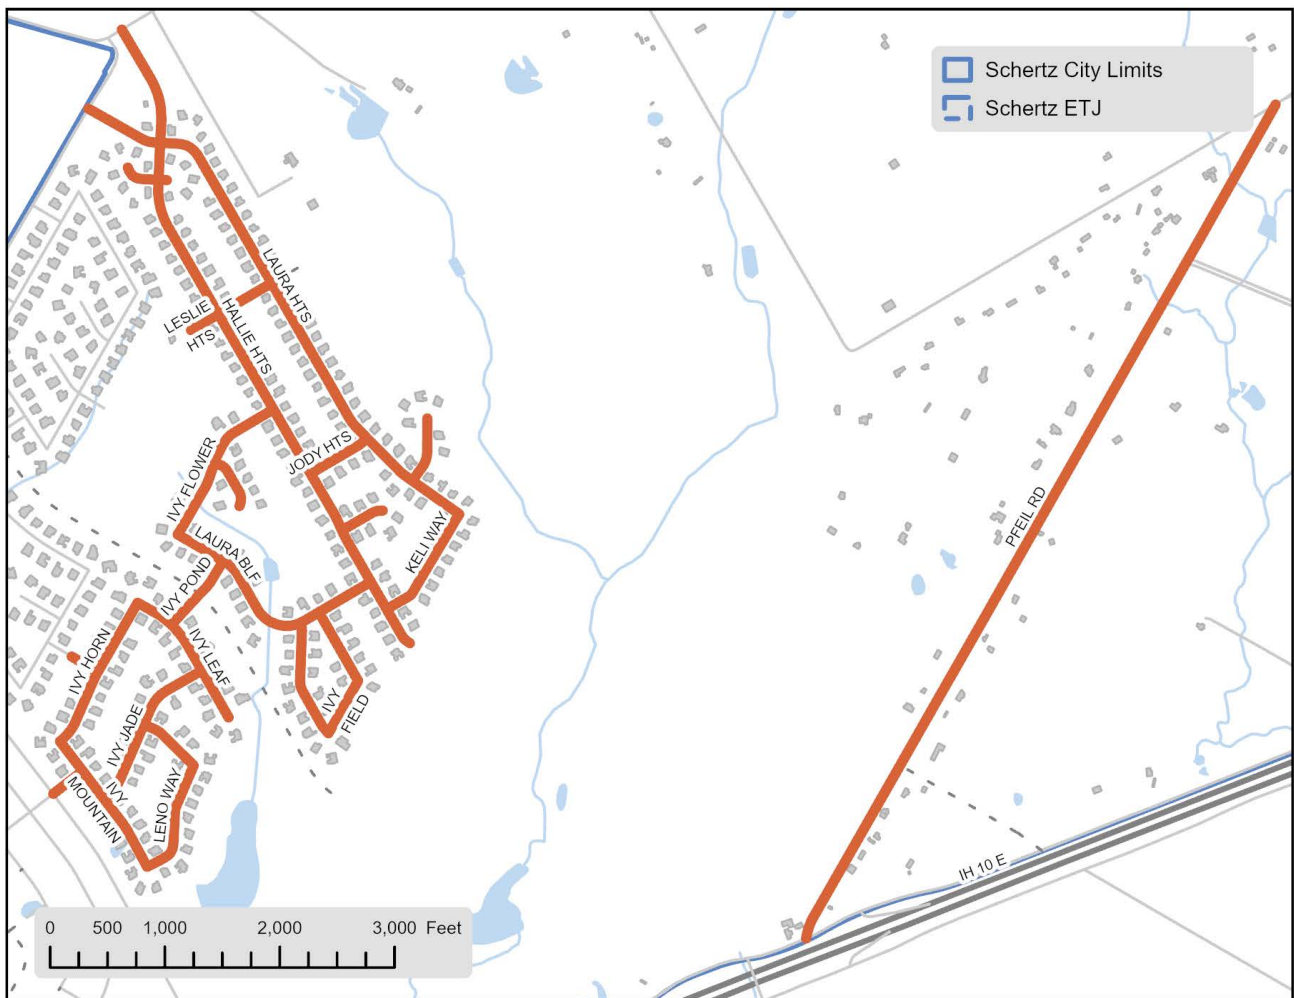 Schertz City Limits
Schertz ETJ
LAURA HTS
LESLIE
HTS
HALLIE HTS
JODY HTS
IVY FLOWER
LAURA BLF
KELI WAY
PFEIL RD
IVY POND
IVY HORN
IVY LEAF
IVY
FIELD
IVY JADE
IVY
MOUNTAIN
LENO WAY
IH 10 E
0 500 1,000 2,000 3,000 Feet